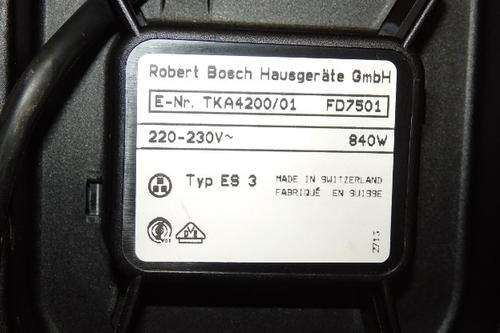 Robert Bosch Hausgeräte GmbH
E-Nr. TKA4200/01 FD7501
220-230V~ 840W
Typ ES 3
MADE IN SWITZERLAND
FABRIQUÉ EN SUISSE